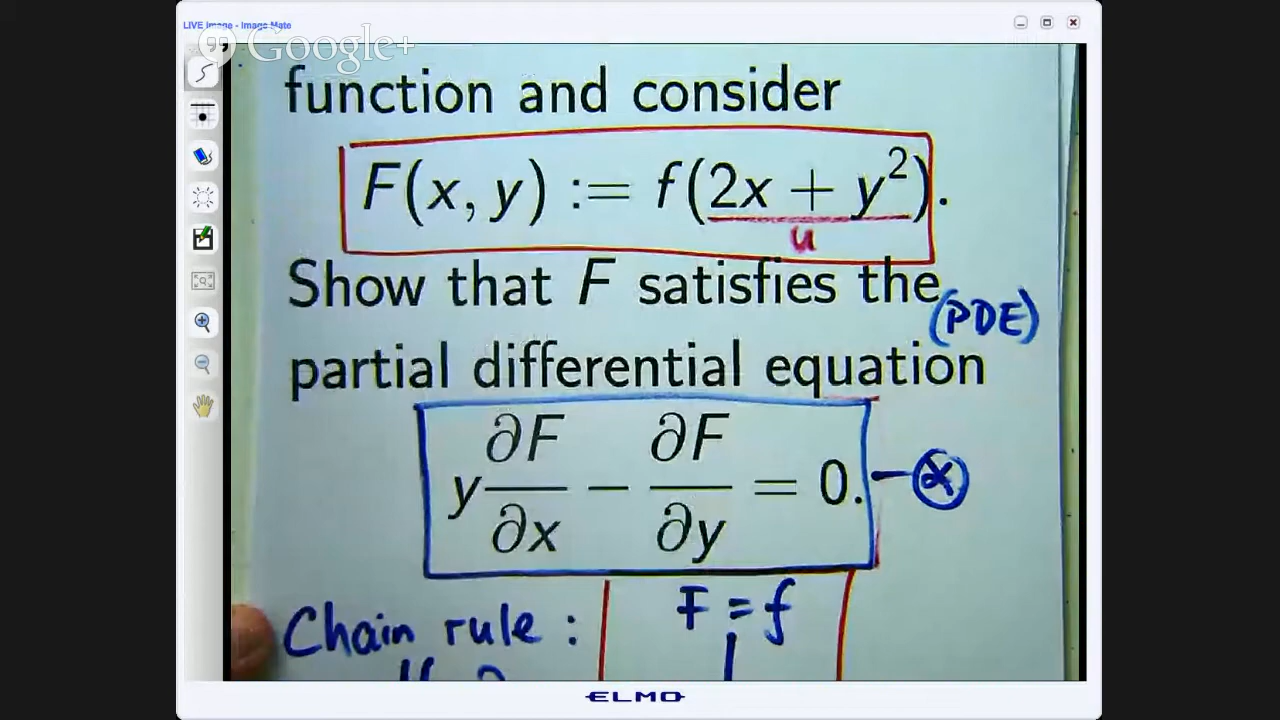 LIVE Image - Image Mate
Google+
function and consider
F(x, y) := f(2x + y²).
u
Show that F satisfies the
(PDE)
partial differential equation
y ∂F/∂x − ∂F/∂y = 0. —⊛
Chain rule :
F = f
ELMO